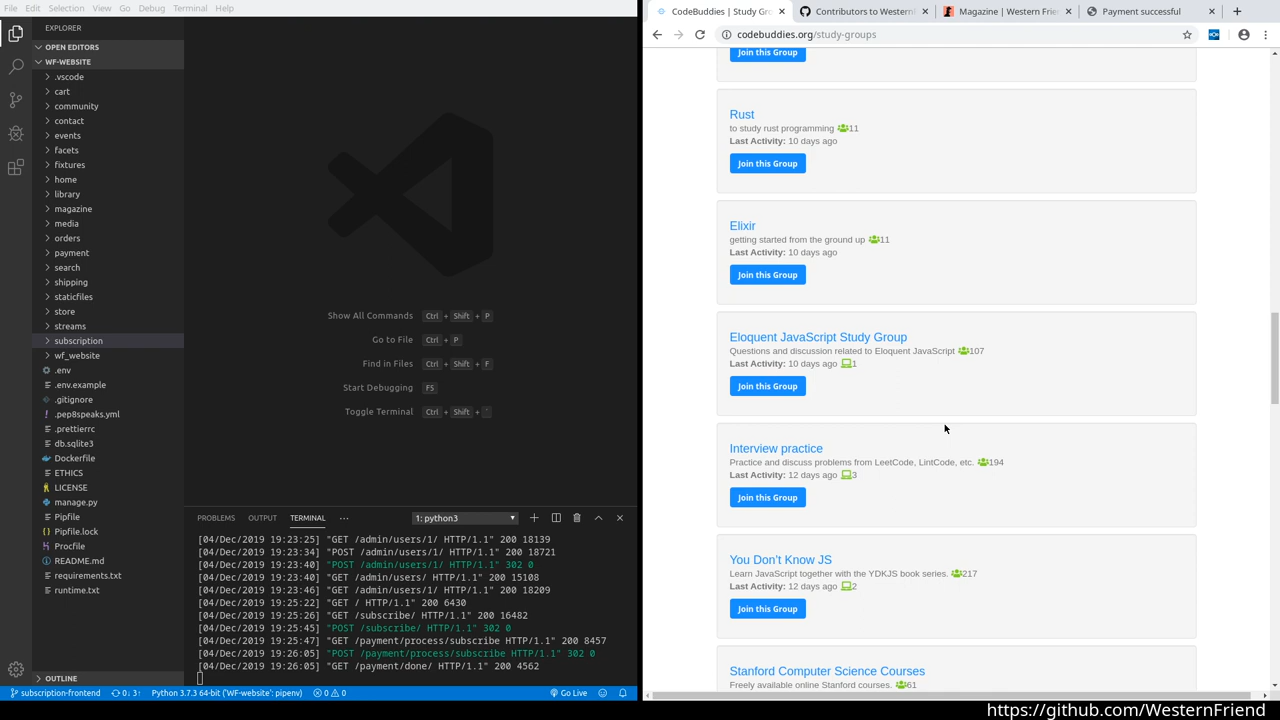 File Edit Selection View Go Debug Terminal Help
EXPLORER
OPEN EDITORS
WF-WEBSITE
.vscode
cart
community
contact
events
facets
fixtures
home
library
magazine
media
orders
payment
search
shipping
staticfiles
store
streams
subscription
wf_website
.env
.env.example
.gitignore
.pep8speaks.yml
.prettierrc
db.sqlite3
Dockerfile
ETHICS
LICENSE
manage.py
Pipfile
Pipfile.lock
Procfile
README.md
requirements.txt
runtime.txt
OUTLINE
Show All Commands Ctrl + Shift + P
Go to File Ctrl + P
Find in Files Ctrl + Shift + F
Start Debugging F5
Toggle Terminal Ctrl + Shift + `
PROBLEMS OUTPUT TERMINAL ··· 1: python3
[04/Dec/2019 19:23:25] "GET /admin/users/1/ HTTP/1.1" 200 18139
[04/Dec/2019 19:23:34] "POST /admin/users/1/ HTTP/1.1" 200 18721
[04/Dec/2019 19:23:40] "POST /admin/users/1/ HTTP/1.1" 302 0
[04/Dec/2019 19:23:40] "GET /admin/users/ HTTP/1.1" 200 15108
[04/Dec/2019 19:23:46] "GET /admin/users/1/ HTTP/1.1" 200 18209
[04/Dec/2019 19:25:22] "GET / HTTP/1.1" 200 6430
[04/Dec/2019 19:25:26] "GET /subscribe/ HTTP/1.1" 200 16482
[04/Dec/2019 19:25:45] "POST /subscribe/ HTTP/1.1" 302 0
[04/Dec/2019 19:25:47] "GET /payment/process/subscribe HTTP/1.1" 200 8457
[04/Dec/2019 19:26:05] "POST /payment/process/subscribe HTTP/1.1" 302 0
[04/Dec/2019 19:26:05] "GET /payment/done/ HTTP/1.1" 200 4562
subscription-frontend 0↓ 3↑ Python 3.7.3 64-bit ('WF-website': pipenv) 0 0 Go Live
CodeBuddies | Study Gr Contributors to Western Magazine | Western Frie Payment successful
codebuddies.org/study-groups
Join this Group
Rust
to study rust programming 11
Last Activity: 10 days ago
Join this Group
Elixir
getting started from the ground up 11
Last Activity: 10 days ago
Join this Group
Eloquent JavaScript Study Group
Questions and discussion related to Eloquent JavaScript 107
Last Activity: 10 days ago 1
Join this Group
Interview practice
Practice and discuss problems from LeetCode, LintCode, etc. 194
Last Activity: 12 days ago 3
Join this Group
You Don't Know JS
Learn JavaScript together with the YDKJS book series. 217
Last Activity: 12 days ago 2
Join this Group
Stanford Computer Science Courses
Freely available online Stanford courses. 61
https://github.com/WesternFriend